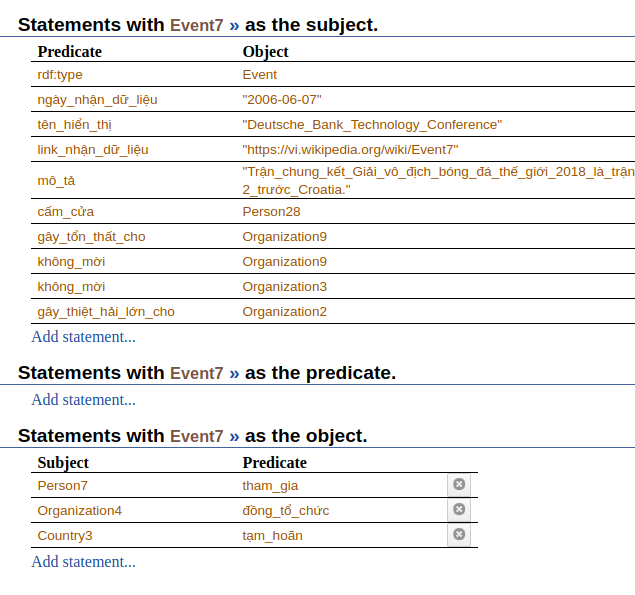 Statements with Event7 » as the subject.
Predicate Object
rdf:type Event
ngày_nhận_dữ_liệu "2006-06-07"
tên_hiển_thị "Deutsche_Bank_Technology_Conference"
link_nhận_dữ_liệu "https://vi.wikipedia.org/wiki/Event7"
mô_tả "Trận_chung_kết_Giải_vô_địch_bóng_đá_thế_giới_2018_là_trận
2_trước_Croatia."
cấm_cửa Person28
gây_tổn_thất_cho Organization9
không_mời Organization9
không_mời Organization3
gây_thiệt_hải_lớn_cho Organization2
Add statement...
Statements with Event7 » as the predicate.
Add statement...
Statements with Event7 » as the object.
Subject Predicate
Person7 tham_gia
Organization4 đồng_tổ_chức
Country3 tạm_hoãn
Add statement...